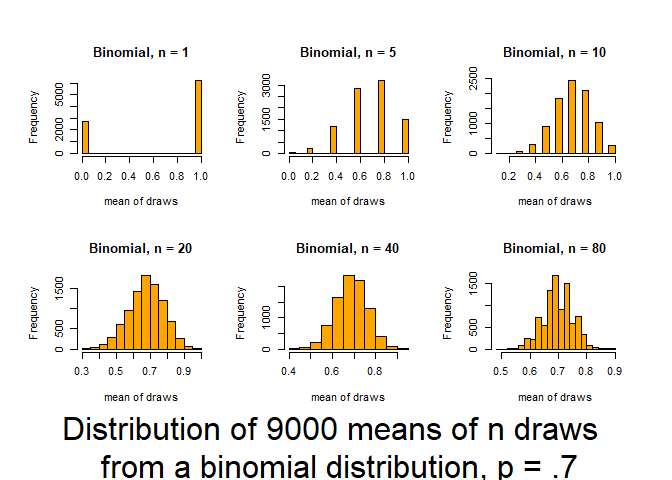 Binomial, n = 1
Frequency
0 2000 5000
0.0 0.2 0.4 0.6 0.8 1.0
mean of draws
Binomial, n = 5
Frequency
0 1500 3000
0.0 0.2 0.4 0.6 0.8 1.0
mean of draws
Binomial, n = 10
Frequency
0 1000 2500
0.2 0.4 0.6 0.8 1.0
mean of draws
Binomial, n = 20
Frequency
0 500 1500
0.3 0.5 0.7 0.9
mean of draws
Binomial, n = 40
Frequency
0 1000
0.4 0.6 0.8
mean of draws
Binomial, n = 80
Frequency
0 500 1500
0.5 0.6 0.7 0.8 0.9
mean of draws
Distribution of 9000 means of n draws
from a binomial distribution, p = .7